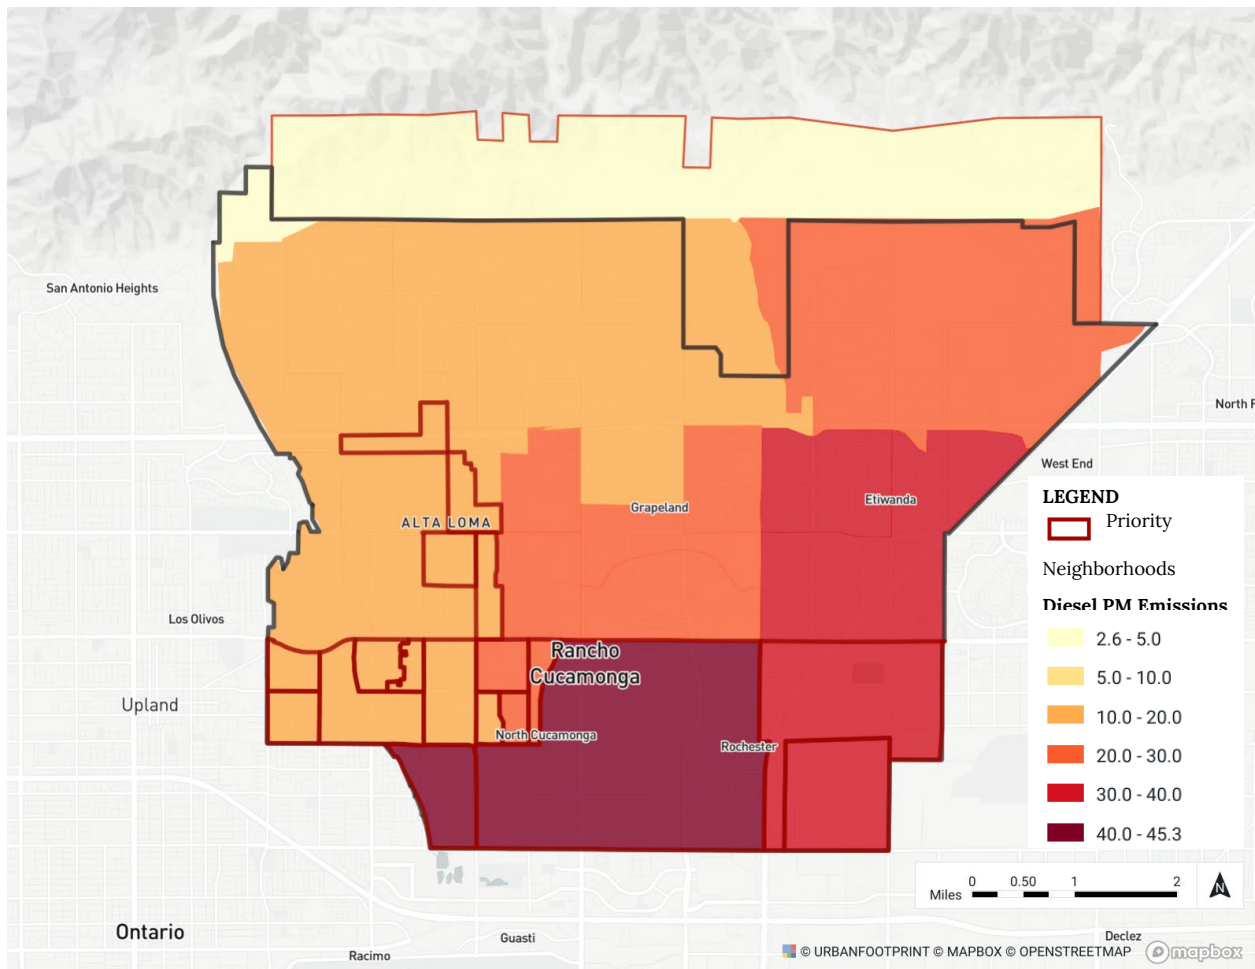 San Antonio Heights
North F
West End
Etiwanda
Grapeland
ALTA LOMA
LEGEND
Priority
Neighborhoods
Diesel PM Emissions
2.6 - 5.0
5.0 - 10.0
10.0 - 20.0
20.0 - 30.0
30.0 - 40.0
40.0 - 45.3
Los Olivos
Rancho
Cucamonga
Upland
North Cucamonga
Rochester
0 0.50 1 2
Miles
N
Ontario
Guasti
Racimo
Declez
© URBANFOOTPRINT © MAPBOX © OPENSTREETMAP
mapbox